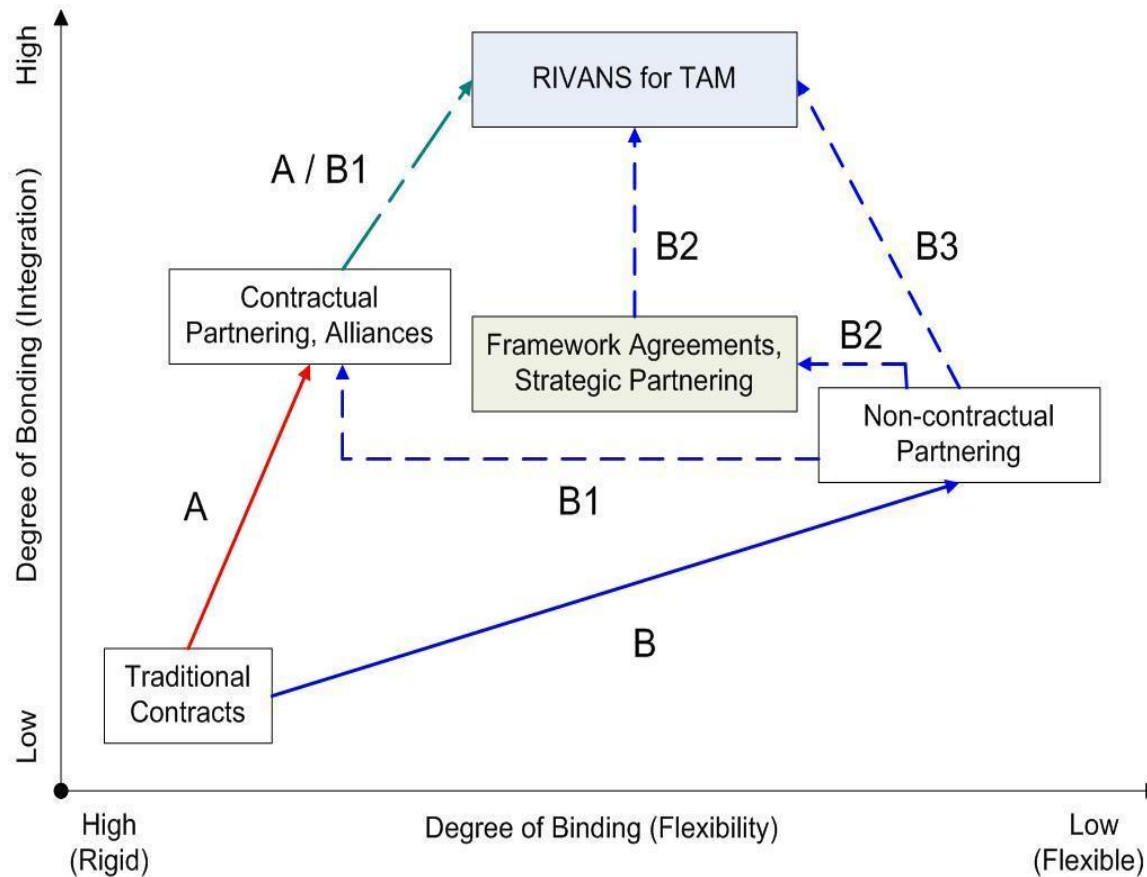 High
Degree of Bonding (Integration)
Low
RIVANS for TAM
A / B1
B2
B3
Contractual
Partnering, Alliances
Framework Agreements,
Strategic Partnering
B2
Non-contractual
Partnering
A
B1
B
Traditional
Contracts
High
(Rigid)
Degree of Binding (Flexibility)
Low
(Flexible)